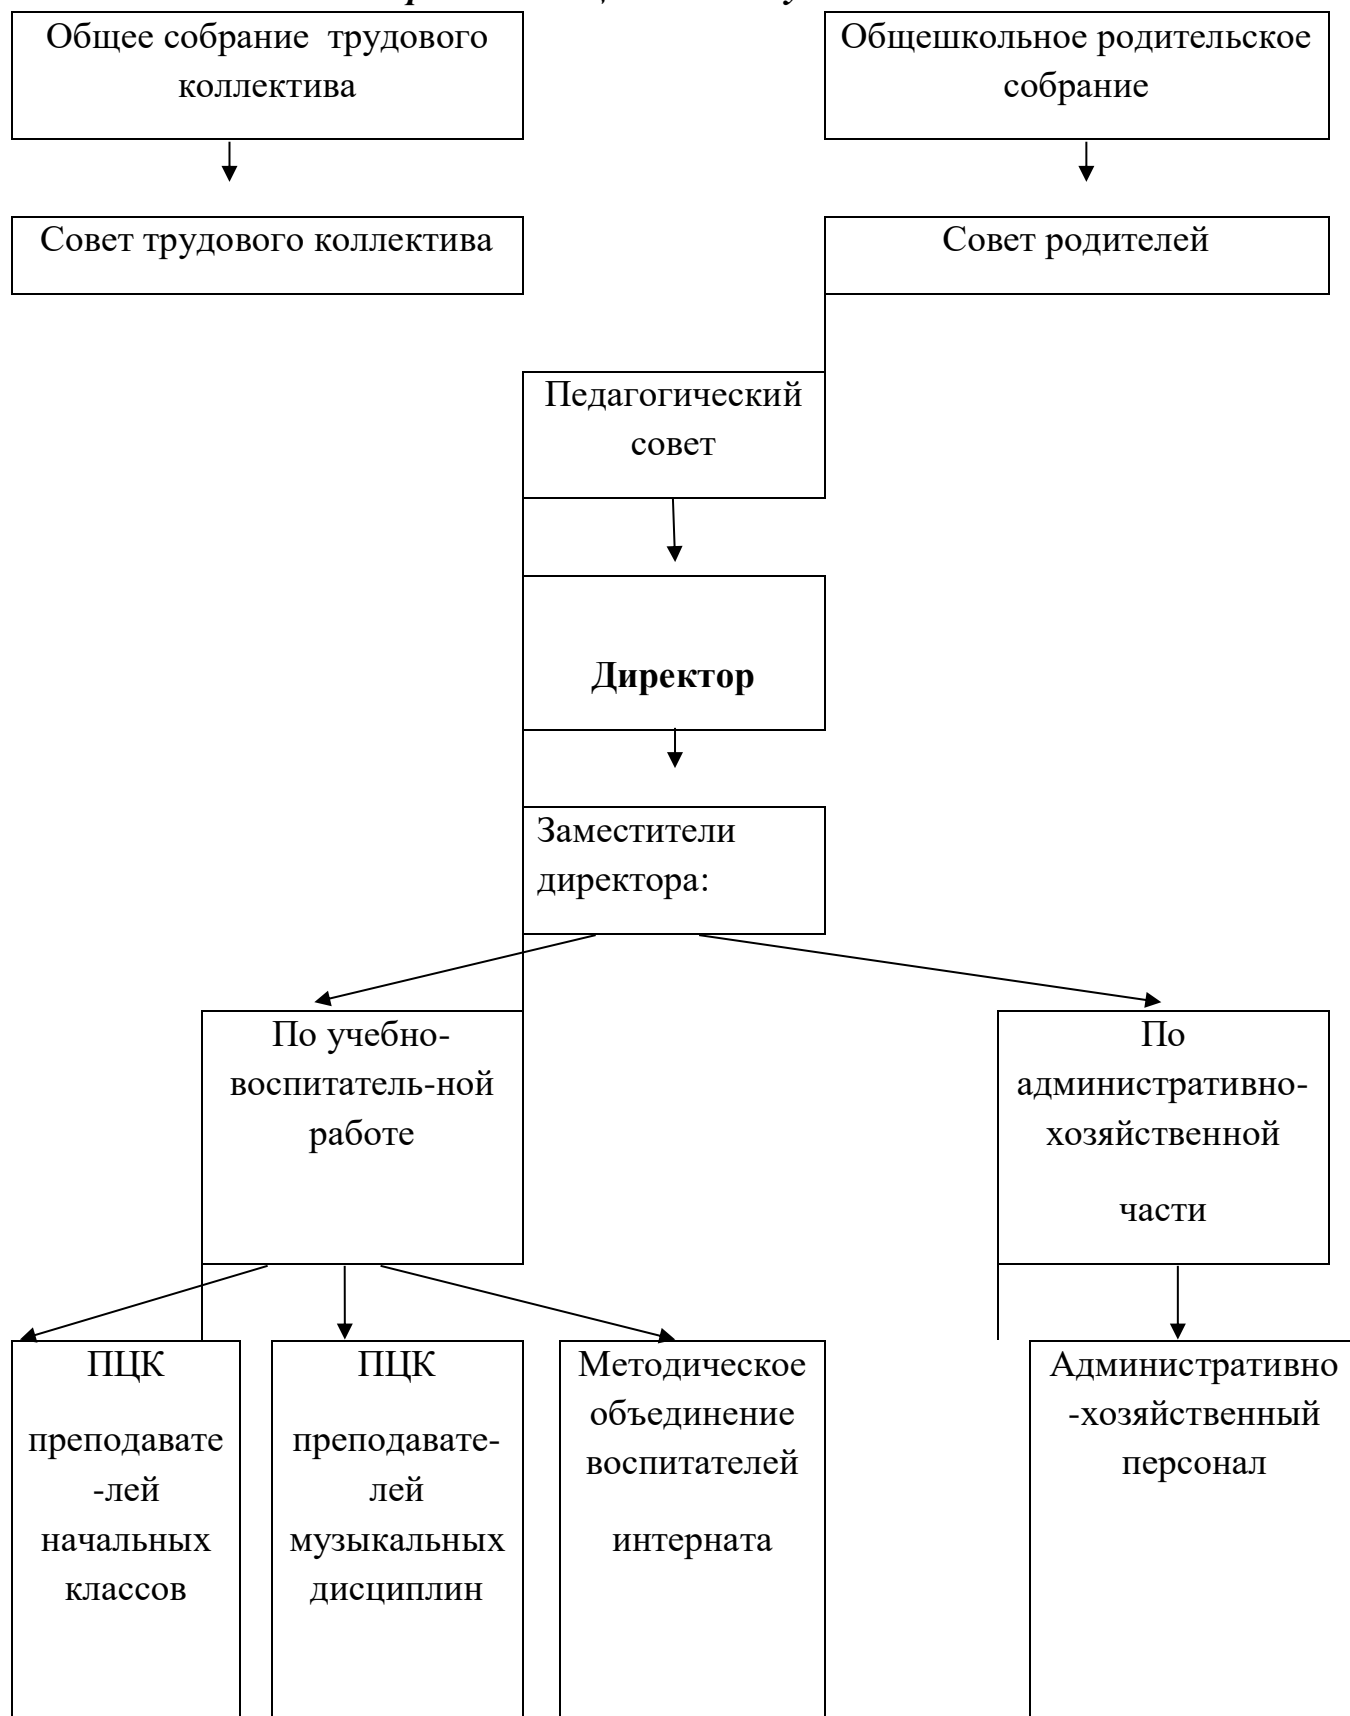 Общее собрание трудового
коллектива
Общешкольное родительское
собрание
Совет трудового коллектива
Совет родителей
Педагогический
совет
Директор
Заместители
директора:
По учебно-
воспитатель-ной
работе
По
административно-
хозяйственной
части
ПЦК
преподавате
-лей
начальных
классов
ПЦК
преподавате-
лей
музыкальных
дисциплин
Методическое
объединение
воспитателей
интерната
Административно
-хозяйственный
персонал